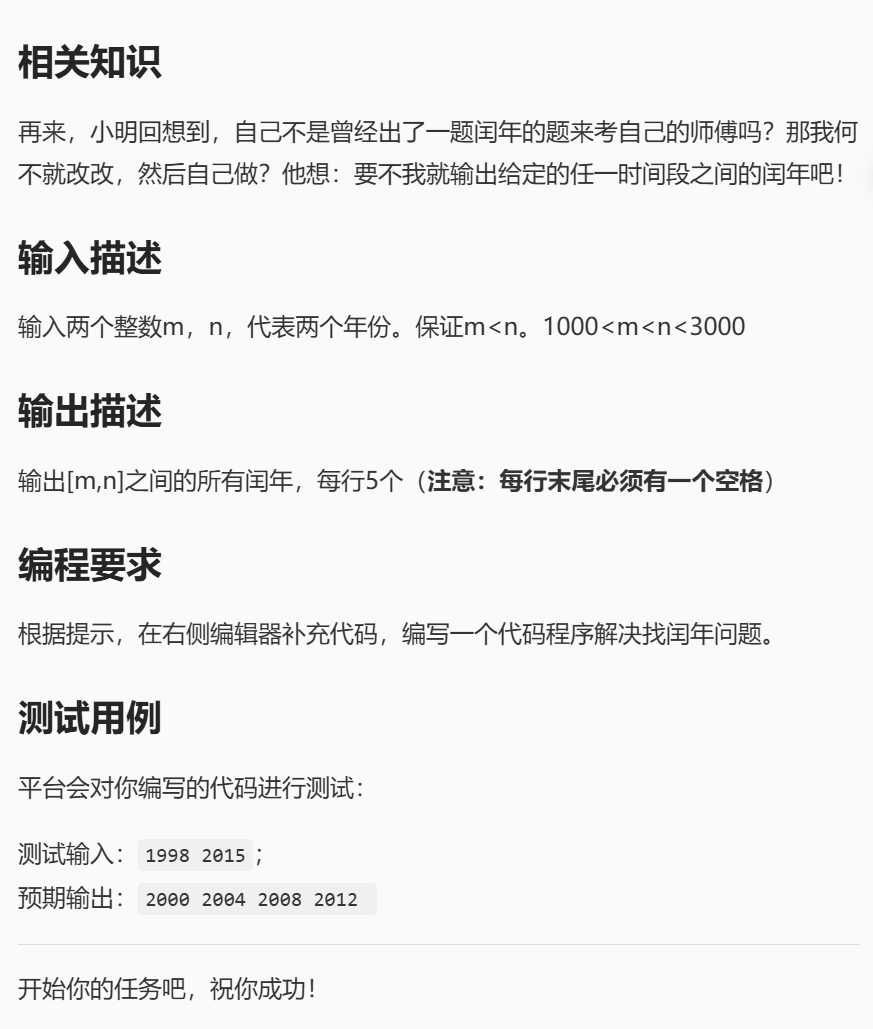 相关知识
再来，小明回想到，自己不是曾经出了一题闰年的题来考自己的师傅吗？那我何
不就改改，然后自己做？他想：要不我就输出给定的任一时间段之间的闰年吧！
输入描述
输入两个整数m，n，代表两个年份。保证m<n。1000<m<n<3000
输出描述
输出[m,n]之间的所有闰年，每行5个（注意：每行末尾必须有一个空格）
编程要求
根据提示，在右侧编辑器补充代码，编写一个代码程序解决找闰年问题。
测试用例
平台会对你编写的代码进行测试：
测试输入：1998 2015；
预期输出：2000 2004 2008 2012
开始你的任务吧，祝你成功！